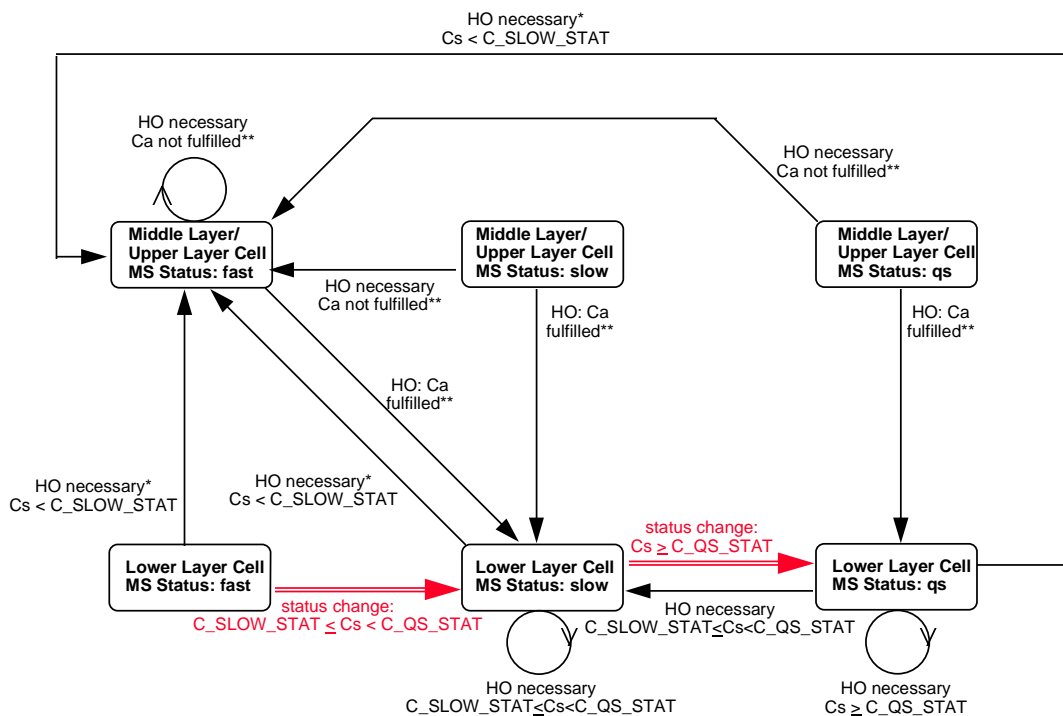 HO necessary*
Cs < C_SLOW_STAT
HO necessary
Ca not fulfilled**
HO necessary
Ca not fulfilled**
Middle Layer/
Upper Layer Cell
MS Status: fast
Middle Layer/
Upper Layer Cell
MS Status: slow
Middle Layer/
Upper Layer Cell
MS Status: qs
HO necessary
Ca not fulfilled**
HO: Ca
fulfilled**
HO: Ca
fulfilled**
HO: Ca
fulfilled**
HO necessary*
Cs < C_SLOW_STAT
HO necessary*
Cs < C_SLOW_STAT
status change:
Cs ≥ C_QS_STAT
Lower Layer Cell
MS Status: fast
Lower Layer Cell
MS Status: slow
Lower Layer Cell
MS Status: qs
status change:
C_SLOW_STAT ≤ Cs < C_QS_STAT
HO necessary
C_SLOW_STAT≤Cs<C_QS_STAT
HO necessary
C_SLOW_STAT≤Cs<C_QS_STAT
HO necessary
Cs ≥ C_QS_STAT